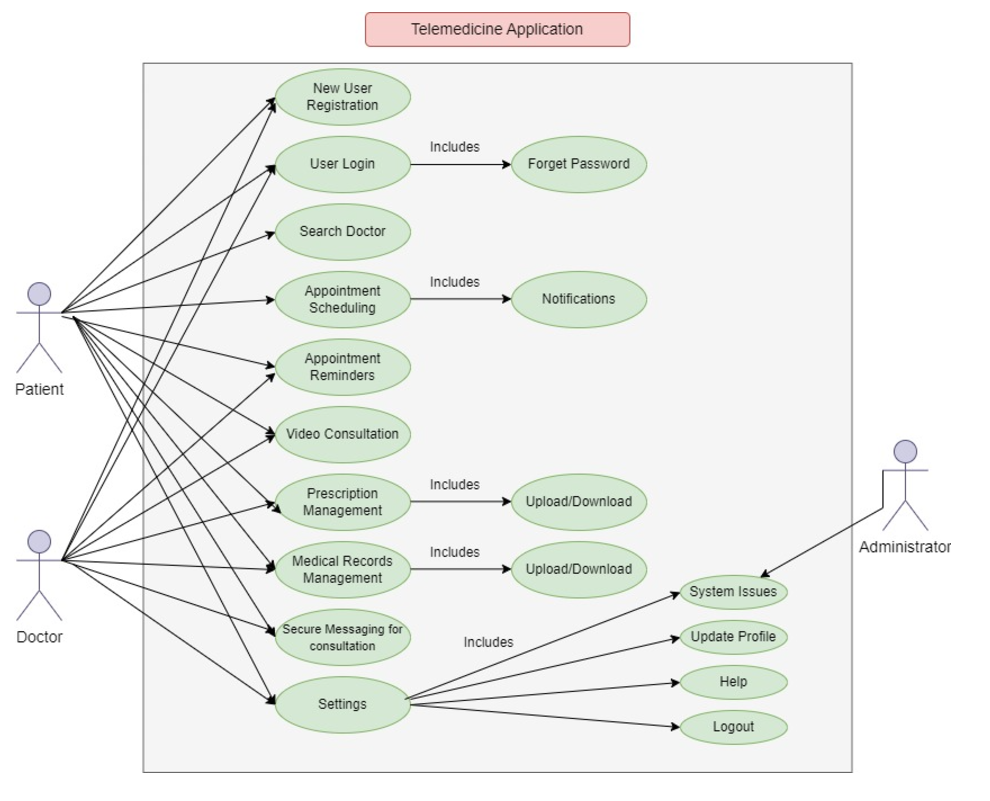 Telemedicine Application
New User
Registration
User Login
Includes
Forget Password
Search Doctor
Appointment
Scheduling
Includes
Notifications
Patient
Appointment
Reminders
Video Consultation
Prescription
Management
Includes
Upload/Download
Administrator
Medical Records
Management
Includes
Upload/Download
Doctor
Secure Messaging for
consultation
Settings
Includes
System Issues
Update Profile
Help
Logout